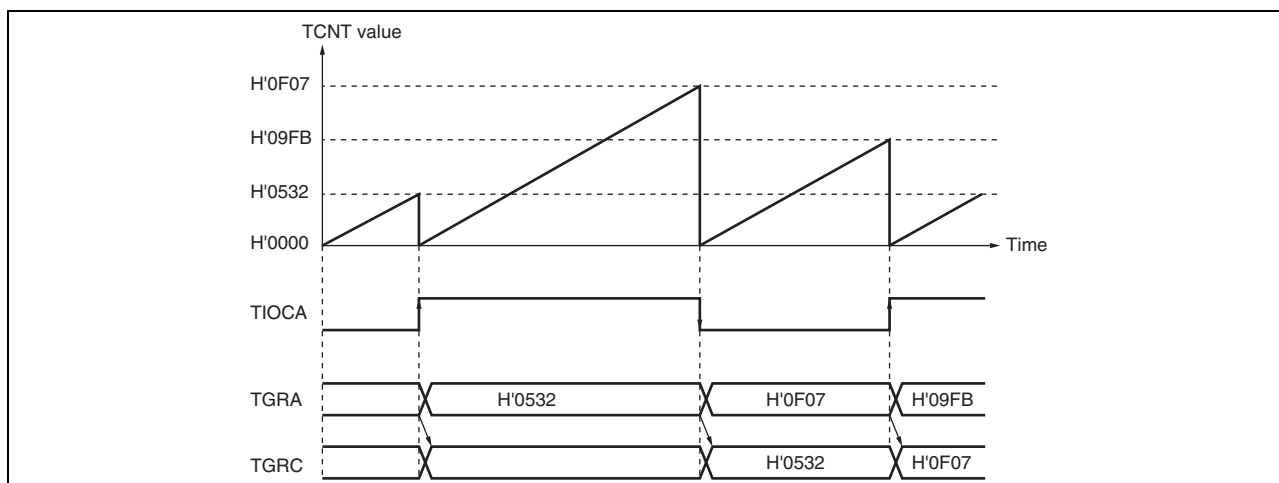 TCNT value
H'0F07
H'09FB
H'0532
H'0000
Time
TIOCA
TGRA
H'0532
H'0F07
H'09FB
TGRC
H'0532
H'0F07